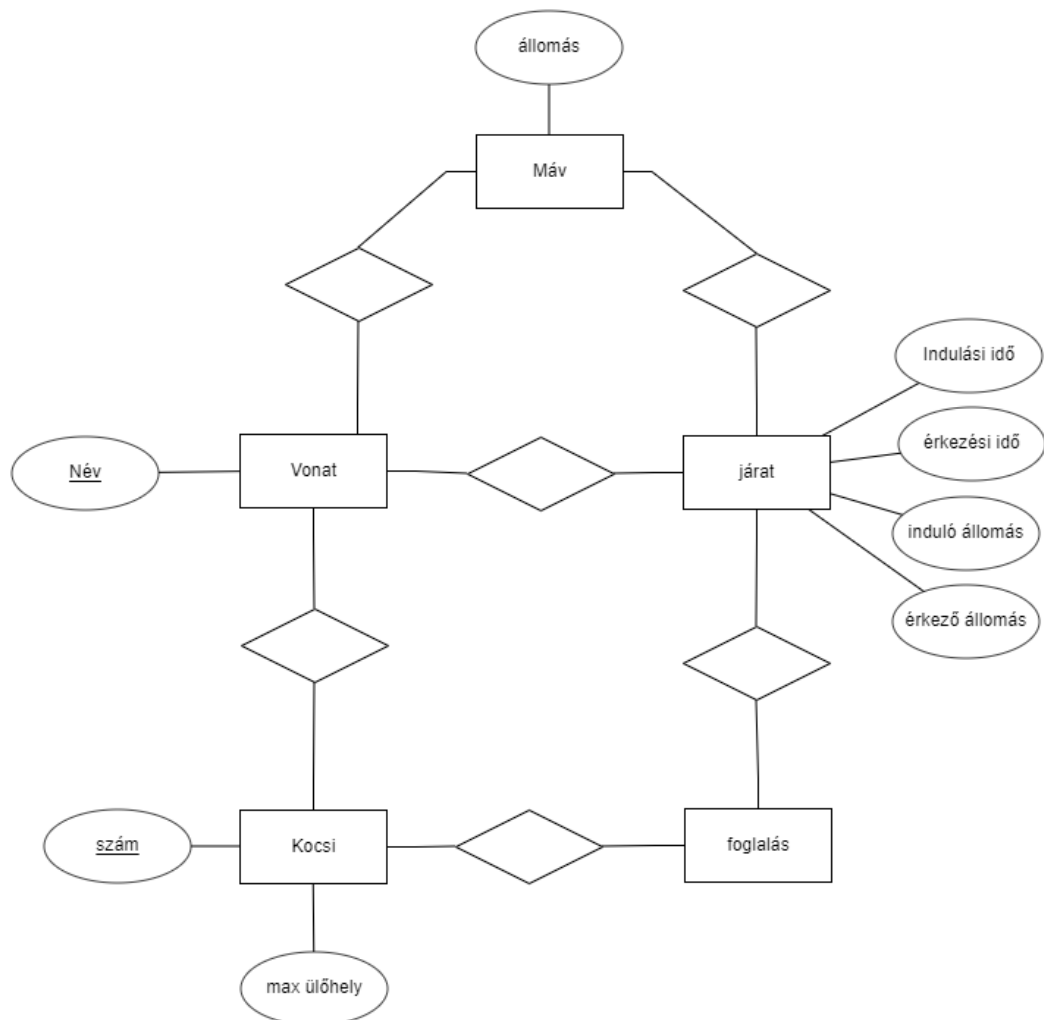 állomás
Máv
Indulási idő
érkezési idő
Név
Vonat
járat
induló állomás
érkező állomás
szám
Kocsi
foglalás
max ülőhely